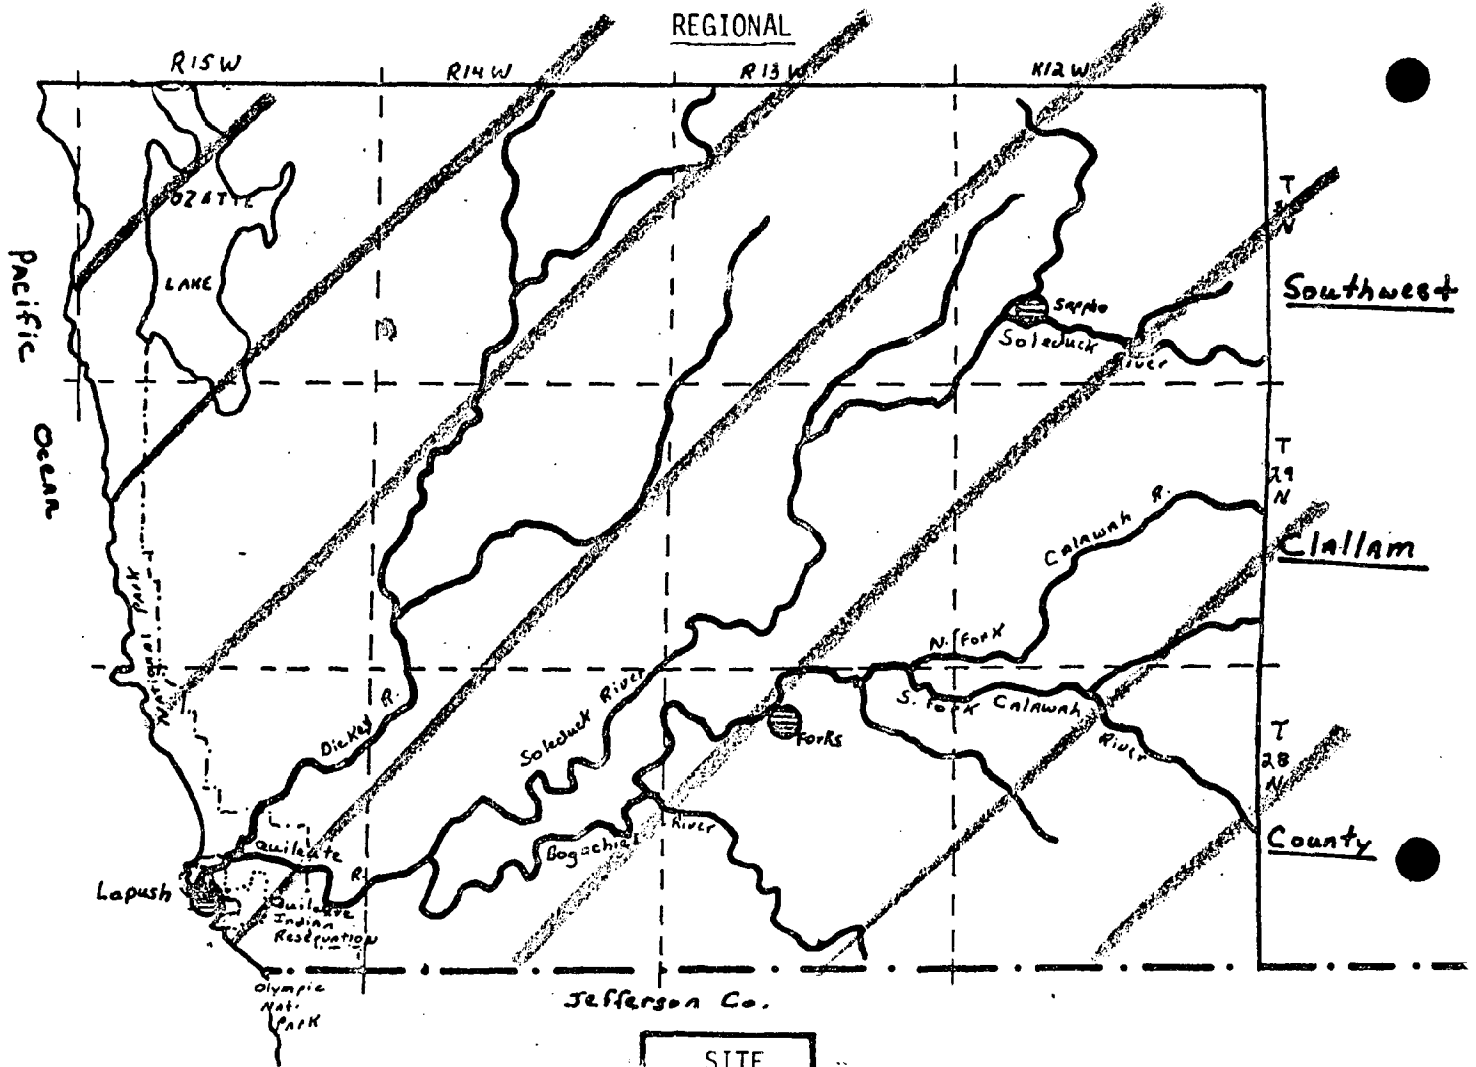 REGIONAL
R15W
R14W
R13W
R12W
OZATTE
LAKE
Pacific
Ocean
T
N
Sappho
Soleduck
River
Southwest
T
29
N
Calawah R.
Clallam
National Park
N. Fork
S. Fork Calawah
River
Dickey R.
Soleduck River
Forks
T
28
N
River
Bogachiel
County
Quileute
R.
Lapush
Quileute
Indian
Reservation
Olympic
Nat.
Park
Jefferson Co.
SITE